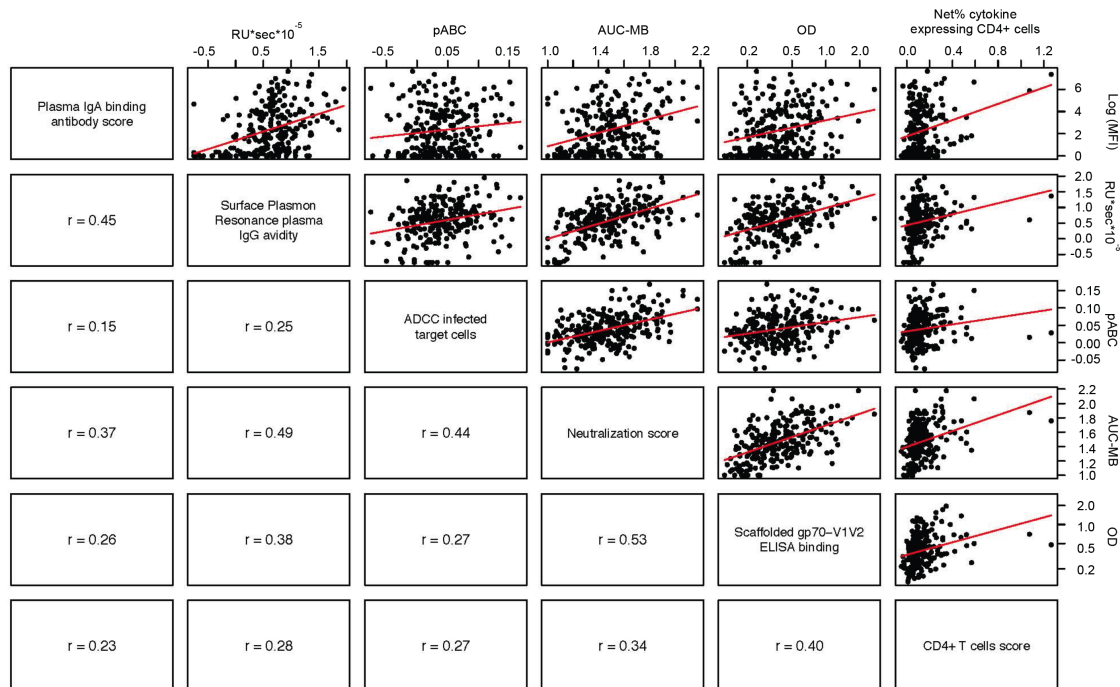 RU*sec*10^-5 pABC AUC-MB OD Net% cytokine
expressing CD4+ cells
-0.5 0.5 1.5 -0.05 0.05 0.15 1.0 1.4 1.8 2.2 0.2 0.5 1.0 2.0 0.0 0.4 0.8 1.2
Plasma IgA binding
antibody score
6
4
2
0
Log (MFI)
r = 0.45
Surface Plasmon
Resonance plasma
IgG avidity
2.0
1.5
1.0
0.5
0.0
-0.5
RU*sec*10^-5
r = 0.15
r = 0.25
ADCC infected
target cells
0.15
0.10
0.05
0.00
-0.05
pABC
r = 0.37
r = 0.49
r = 0.44
Neutralization score
2.2
2.0
1.8
1.6
1.4
1.2
1.0
AUC-MB
r = 0.26
r = 0.38
r = 0.27
r = 0.53
Scaffolded gp70–V1V2
ELISA binding
2.0
1.0
0.5
0.2
OD
r = 0.23
r = 0.28
r = 0.27
r = 0.34
r = 0.40
CD4+ T cells score